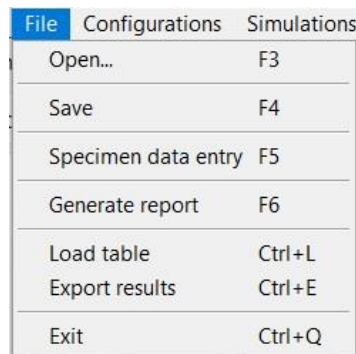 File Configurations Simulations
Open... F3
Save F4
Specimen data entry F5
Generate report F6
Load table Ctrl+L
Export results Ctrl+E
Exit Ctrl+Q